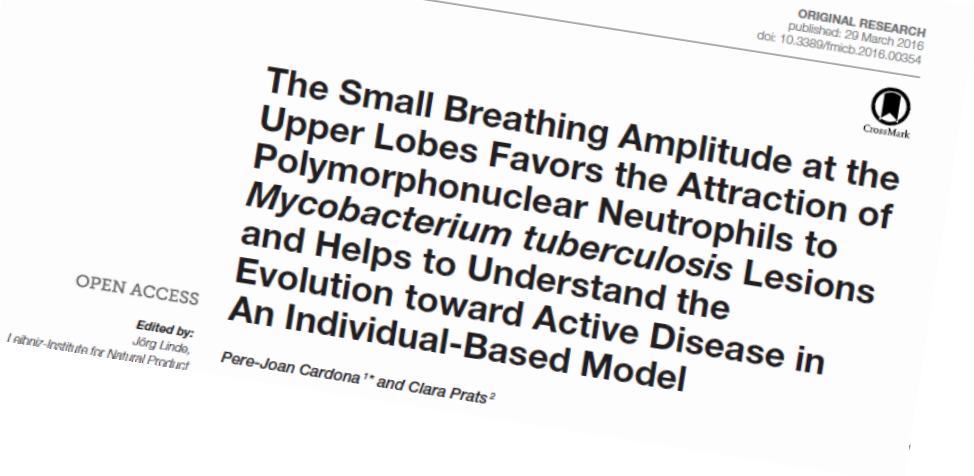 ORIGINAL RESEARCH
published: 29 March 2016
doi: 10.3389/fmicb.2016.00354
CrossMark
The Small Breathing Amplitude at the
Upper Lobes Favors the Attraction of
Polymorphonuclear Neutrophils to
Mycobacterium tuberculosis Lesions
and Helps to Understand the
Evolution toward Active Disease in
An Individual-Based Model
OPEN ACCESS
Edited by:
Jörg Linde,
Leibniz-Institute for Natural Product
Pere-Joan Cardona 1* and Clara Prats 2